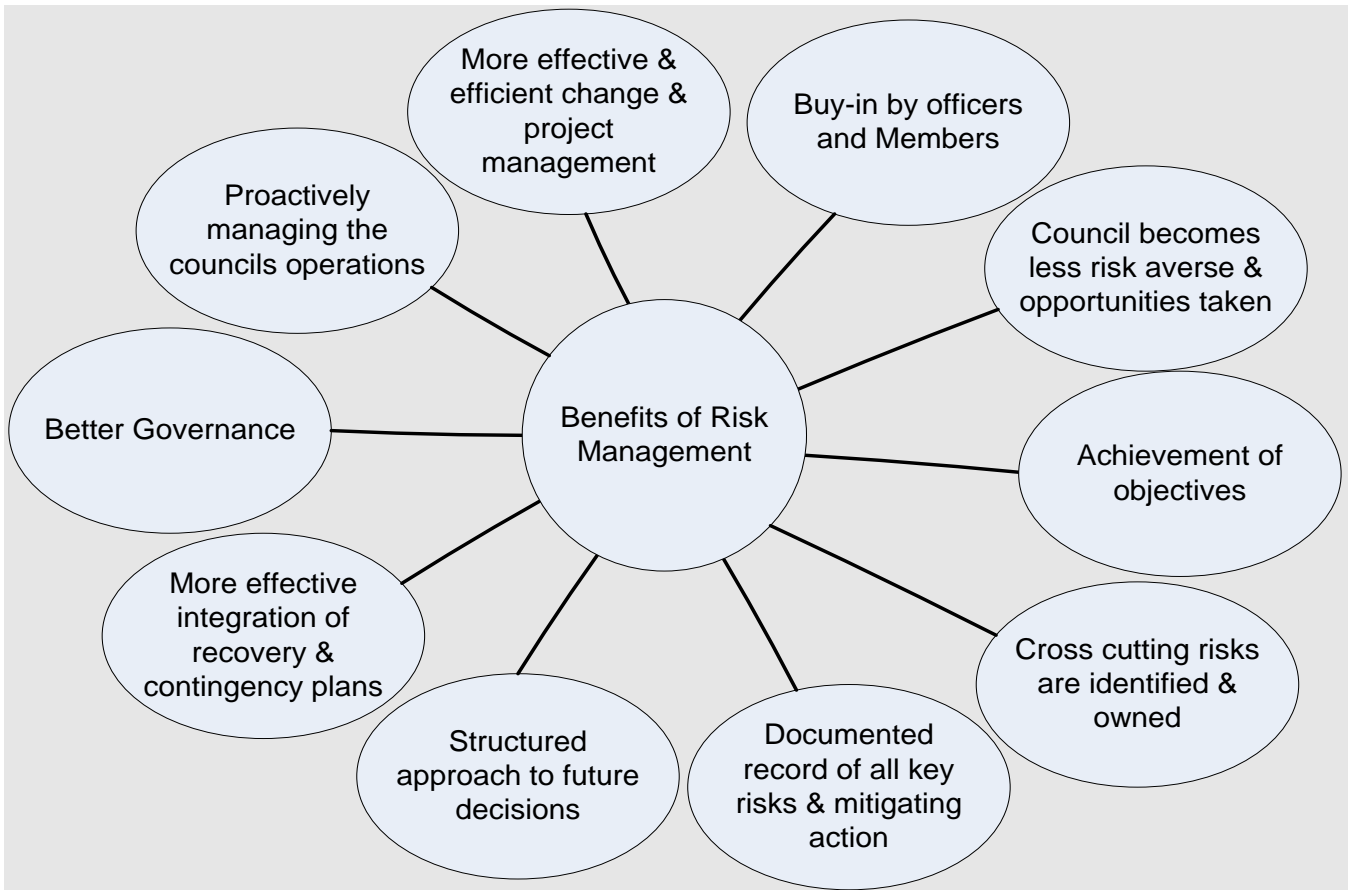 More effective &
efficient change &
project
management
Buy-in by officers
and Members
Proactively
managing the
councils operations
Council becomes
less risk averse &
opportunities taken
Better Governance
Benefits of Risk
Management
Achievement of
objectives
More effective
integration of
recovery &
contingency plans
Cross cutting risks
are identified &
owned
Structured
approach to future
decisions
Documented
record of all key
risks & mitigating
action